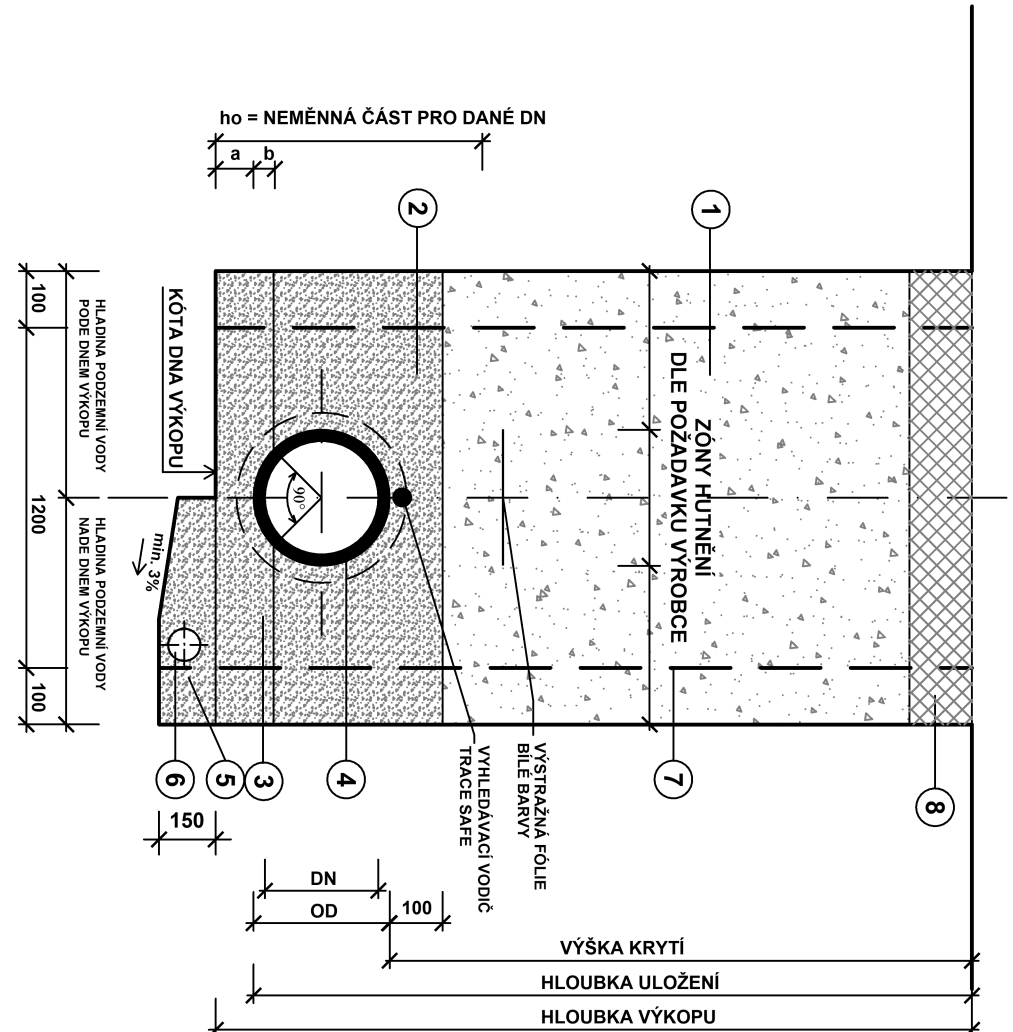 ho = NEMĚNNÁ ČÁST PRO DANÉ DN
a
b
2
1
100
1200
100
HLADINA PODZEMNÍ VODY
PODE DNEM VÝKOPU
HLADINA PODZEMNÍ VODY
NADE DNEM VÝKOPU
KÓTA DNA VÝKOPU
min. 3%
90°
ZÓNY HUTNĚNÍ
DLE POŽADAVKU VÝROBCE
VÝSTRAŽNÁ FÓLIE
BÍLÉ BARVY
VYHLEDÁVACÍ VODIČ
TRACE SAFE
6
5
3
4
7
8
150
DN
OD
100
VÝŠKA KRYTÍ
HLOUBKA ULOŽENÍ
HLOUBKA VÝKOPU